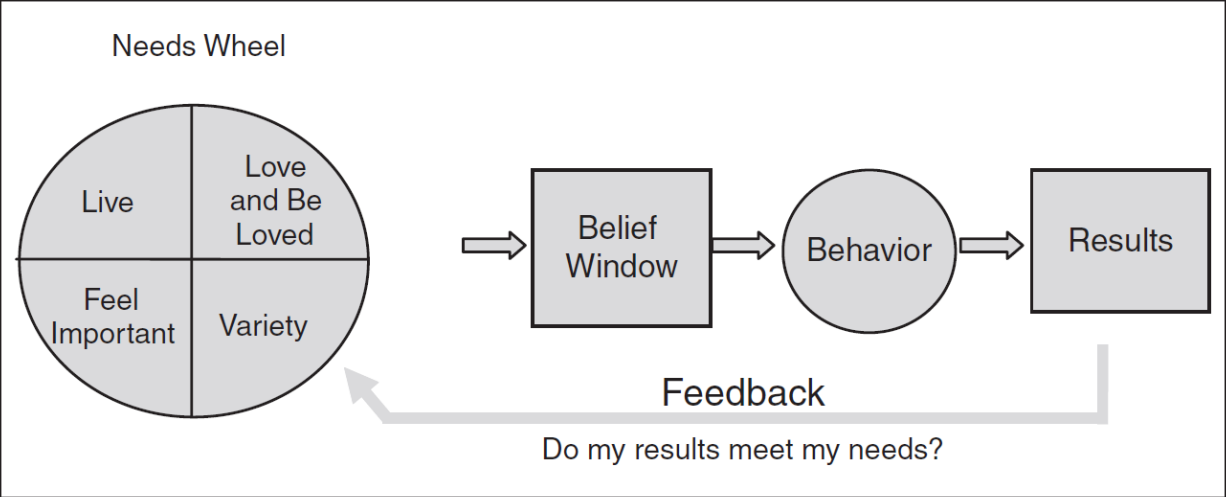 Needs Wheel
Live
Love
and Be
Loved
Feel
Important
Variety
Belief
Window
Behavior
Results
Feedback
Do my results meet my needs?